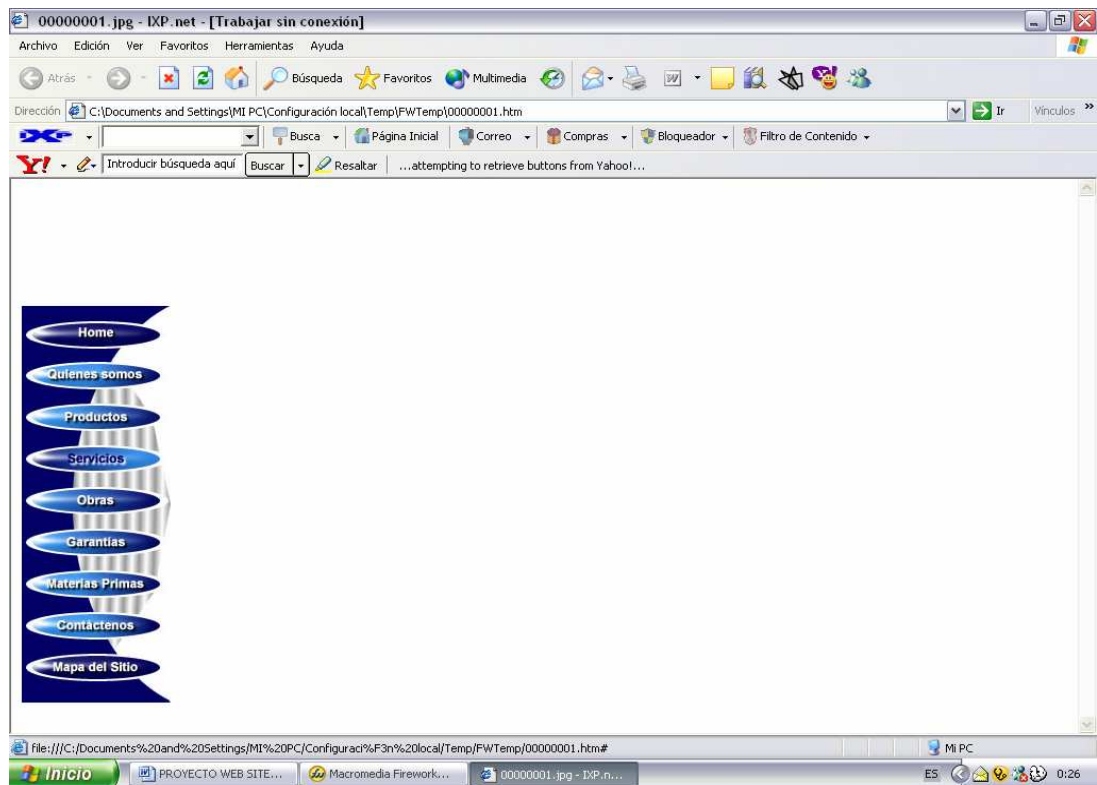 00000001.jpg - IXP.net - [Trabajar sin conexión]
Archivo Edición Ver Favoritos Herramientas Ayuda
Atrás Búsqueda Favoritos Multimedia
Dirección C:\Documents and Settings\MI PC\Configuración local\Temp\FWTemp\00000001.htm Ir Vínculos »
IXP Busca Página Inicial Correo Compras Bloqueador Filtro de Contenido
Y! Introducir búsqueda aquí Buscar Resaltar ...attempting to retrieve buttons from Yahoo!...
Home
Quienes somos
Productos
Servicios
Obras
Garantías
Materias Primas
Contáctenos
Mapa del Sitio
file:///C:/Documents%20and%20Settings/MI%20PC/Configuraci%F3n%20local/Temp/FWTemp/00000001.htm# Mi PC
Inicio PROYECTO WEB SITE... Macromedia Firework... 00000001.jpg - IXP.n... ES 0:26